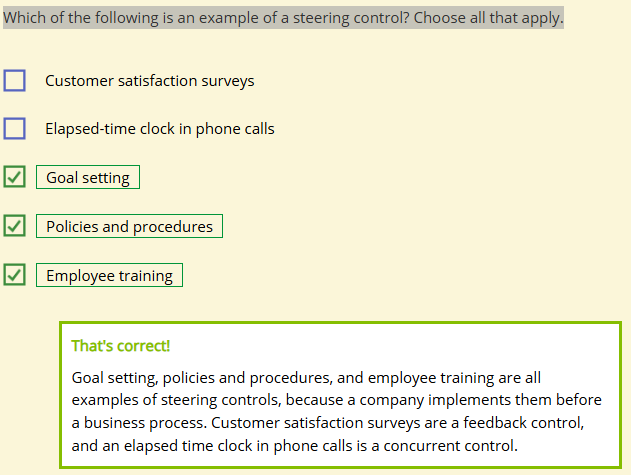 Which of the following is an example of a steering control? Choose all that apply.
Customer satisfaction surveys
Elapsed-time clock in phone calls
Goal setting
Policies and procedures
Employee training
That's correct!
Goal setting, policies and procedures, and employee training are all
examples of steering controls, because a company implements them before
a business process. Customer satisfaction surveys are a feedback control,
and an elapsed time clock in phone calls is a concurrent control.